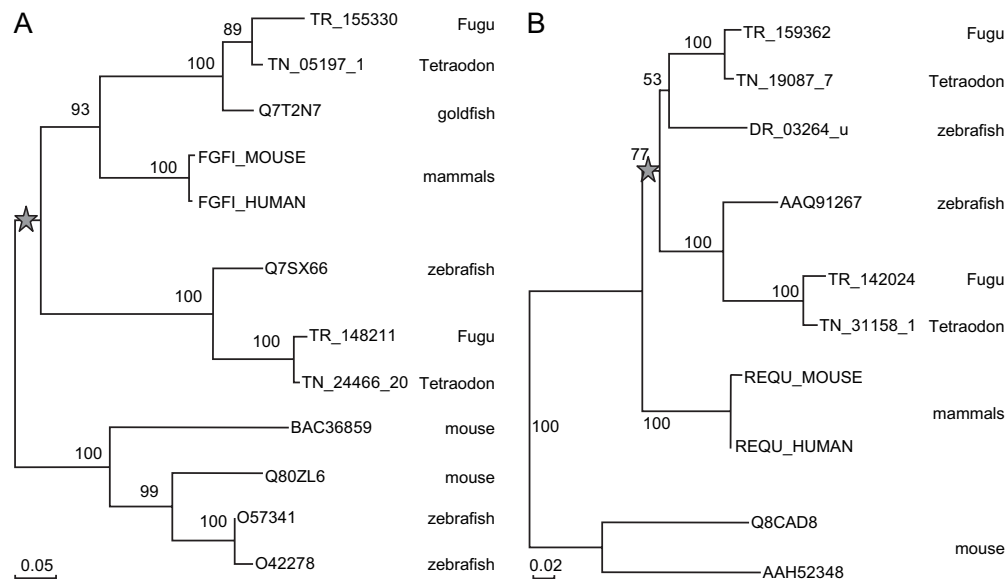 A
89
TR_155330
Fugu
100
TN_05197_1
Tetraodon
93
Q7T2N7
goldfish
100
FGFI_MOUSE
mammals
FGFI_HUMAN
Q7SX66
zebrafish
100
TR_148211
Fugu
100
TN_24466_20
Tetraodon
BAC36859
mouse
100
Q80ZL6
mouse
99
O57341
zebrafish
100
O42278
zebrafish
0.05
B
TR_159362
Fugu
100
TN_19087_7
Tetraodon
53
DR_03264_u
zebrafish
77
AAQ91267
zebrafish
100
TR_142024
Fugu
100
TN_31158_1
Tetraodon
REQU_MOUSE
mammals
100
REQU_HUMAN
100
Q8CAD8
mouse
AAH52348
0.02